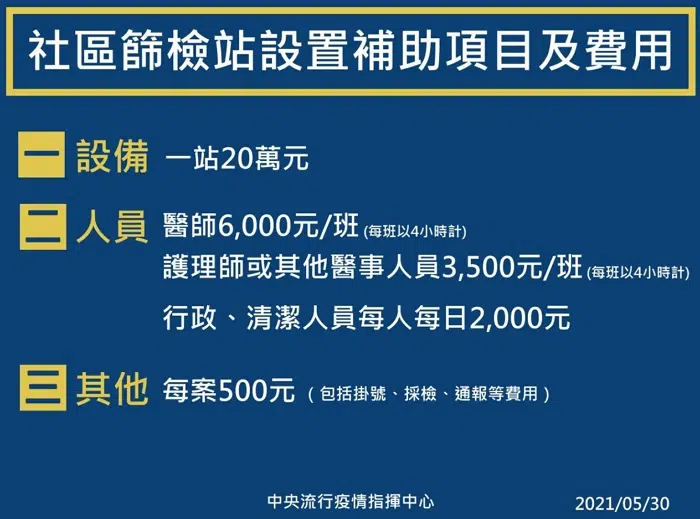 社區篩檢站設置補助項目及費用
一 設備 一站20萬元
二 人員 醫師6,000元/班(每班以4小時計)
護理師或其他醫事人員3,500元/班(每班以4小時計)
行政、清潔人員每人每日2,000元
三 其他 每案500元 (包括掛號、採檢、通報等費用)
中央流行疫情指揮中心 2021/05/30